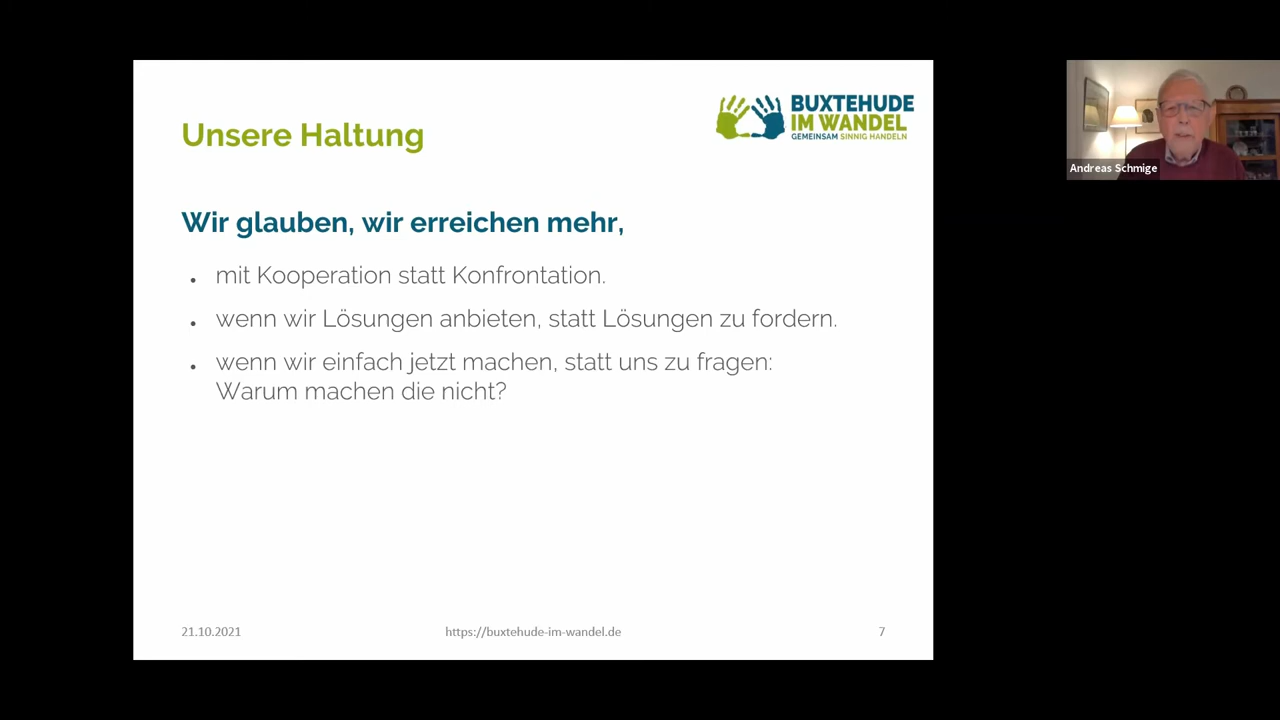 Unsere Haltung
BUXTEHUDE
IM WANDEL
GEMEINSAM SINNIG HANDELN
Wir glauben, wir erreichen mehr,
• mit Kooperation statt Konfrontation.
• wenn wir Lösungen anbieten, statt Lösungen zu fordern.
• wenn wir einfach jetzt machen, statt uns zu fragen:
Warum machen die nicht?
21.10.2021
https://buxtehude-im-wandel.de
7
Andreas Schmige